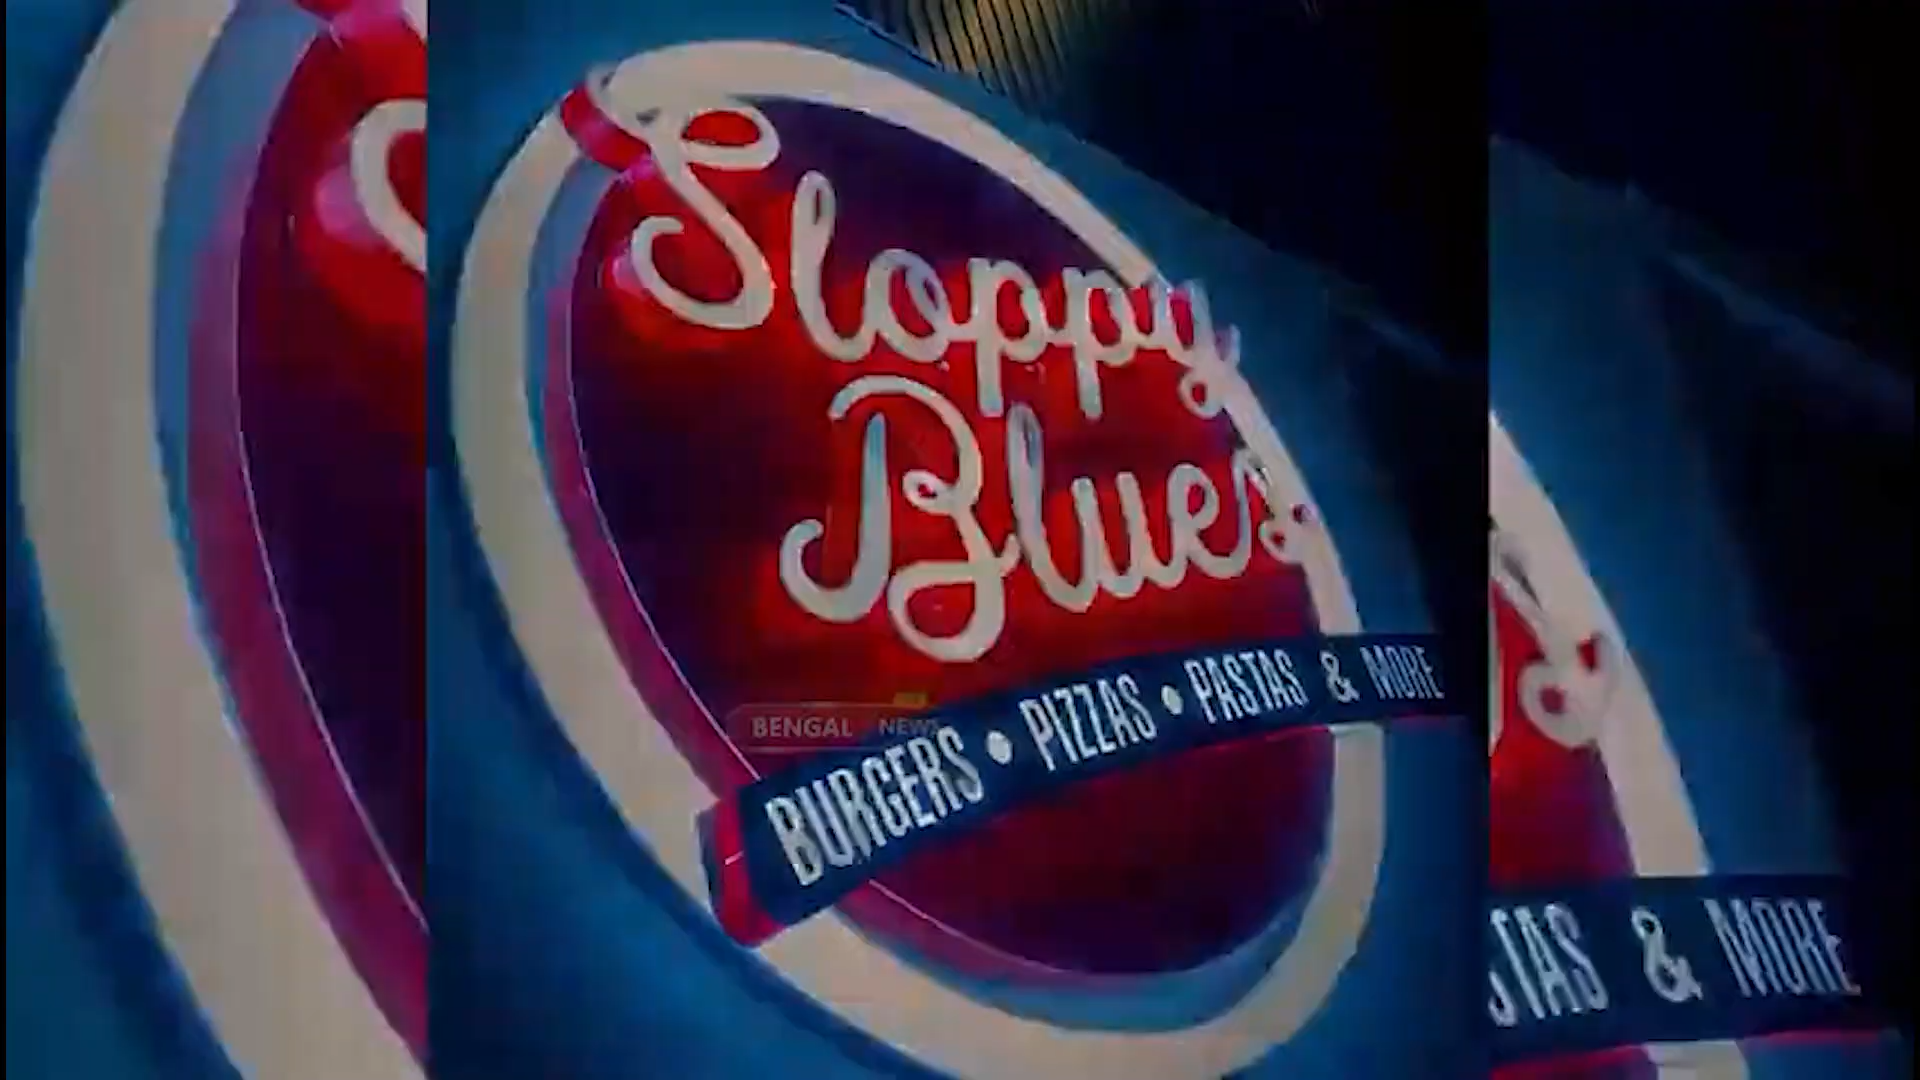 Sloppy
Blues
BURGERS • PIZZAS • PASTAS & MORE
BENGAL NEWS
STAS & MORE